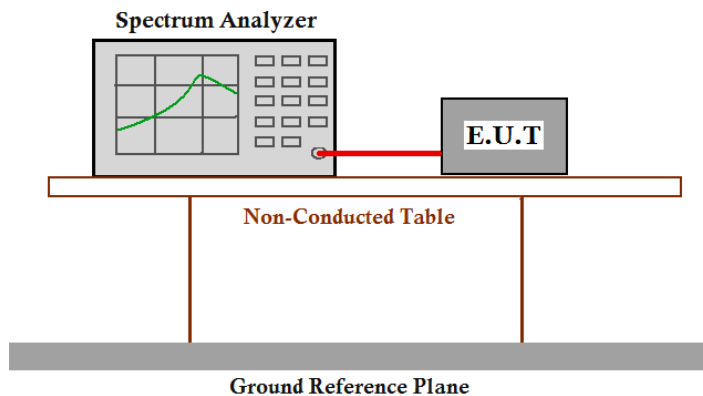 Spectrum Analyzer
E.U.T
Non-Conducted Table
Ground Reference Plane